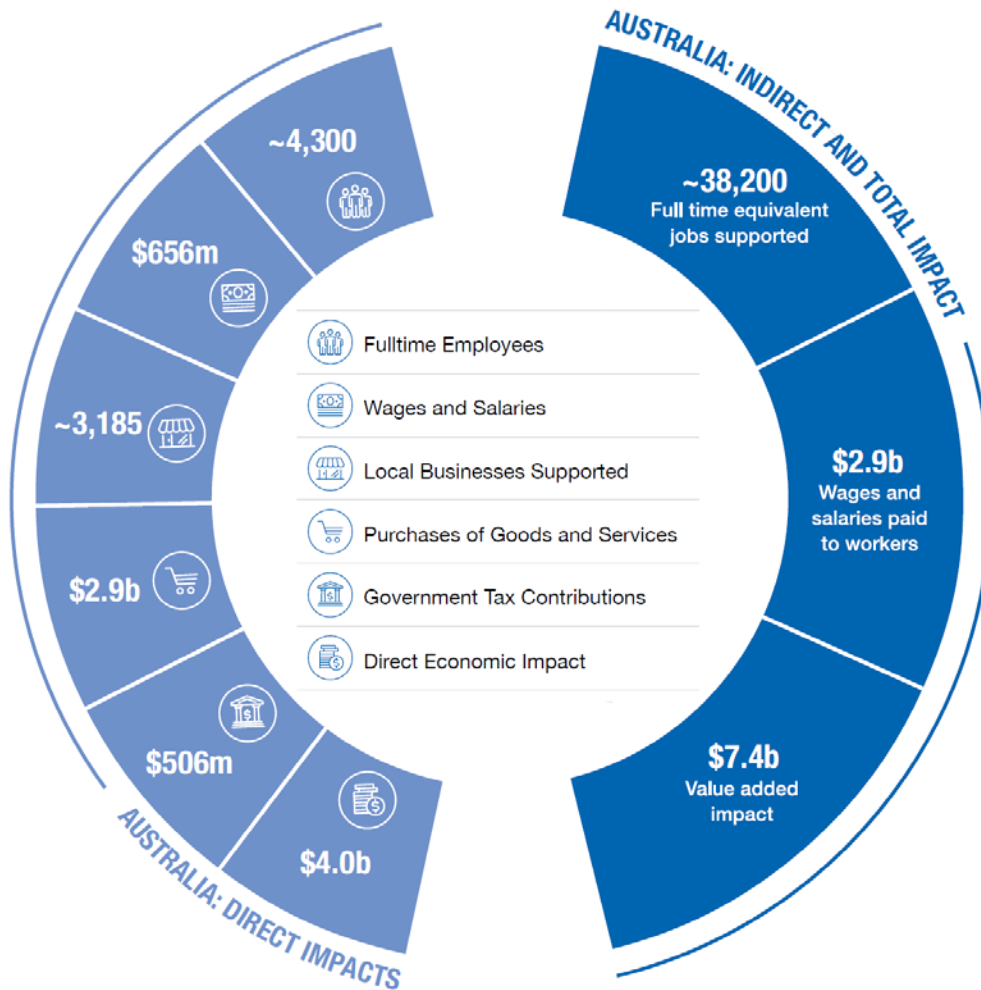 AUSTRALIA: DIRECT IMPACTS
~4,300
$656m
~3,185
$2.9b
$506m
$4.0b
Fulltime Employees
Wages and Salaries
Local Businesses Supported
Purchases of Goods and Services
Government Tax Contributions
Direct Economic Impact
AUSTRALIA: INDIRECT AND TOTAL IMPACT
~38,200
Full time equivalent
jobs supported
$2.9b
Wages and
salaries paid
to workers
$7.4b
Value added
impact